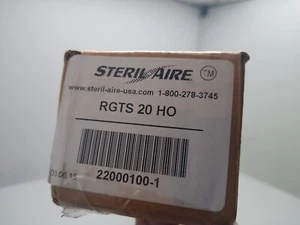 STERIL-AIRE TM
www.steril-aire-usa.com 1-800-278-3745
RGTS 20 HO
22000100-1